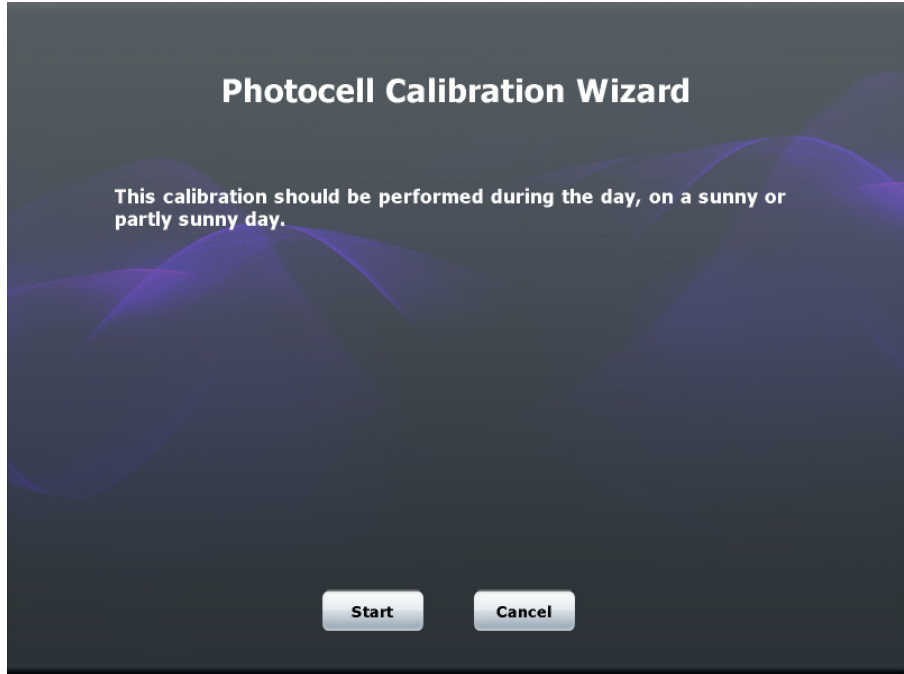 Photocell Calibration Wizard
This calibration should be performed during the day, on a sunny or
partly sunny day.
Start
Cancel